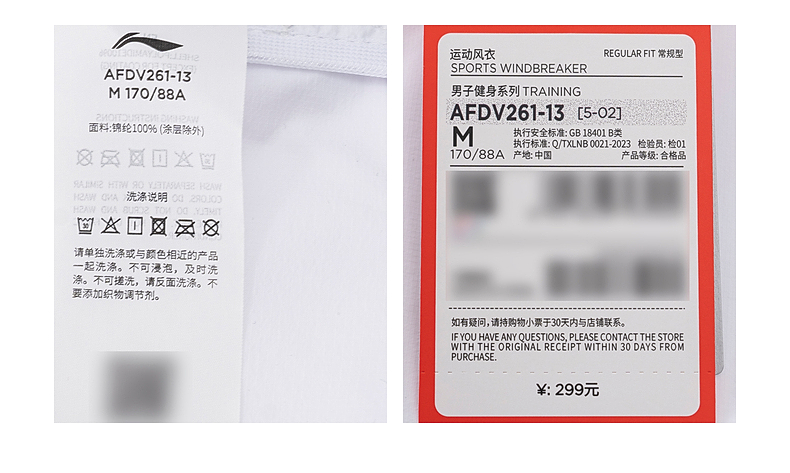 AFDV261-13
M 170/88A
面料:锦纶100% (涂层除外)
洗涤说明
请单独洗涤或与颜色相近的产品
一起洗涤。不可浸泡,及时洗
涤。不可搓洗,请反面洗涤。不
要添加织物调节剂。
运动风衣
REGULAR FIT 常规型
SPORTS WINDBREAKER
男子健身系列 TRAINING
AFDV261-13 [5-02]
M
170/88A
执行安全标准: GB 18401 B类
执行标准: Q/TXLNB 0021-2023 检验员: 检01
产地: 中国 产品等级: 合格品
如有疑问,请持购物小票于30天内与店铺联系。
IF YOU HAVE ANY QUESTIONS, PLEASE CONTACT THE STORE
WITH THE ORIGINAL RECEIPT WITHIN 30 DAYS FROM
PURCHASE.
¥: 299元